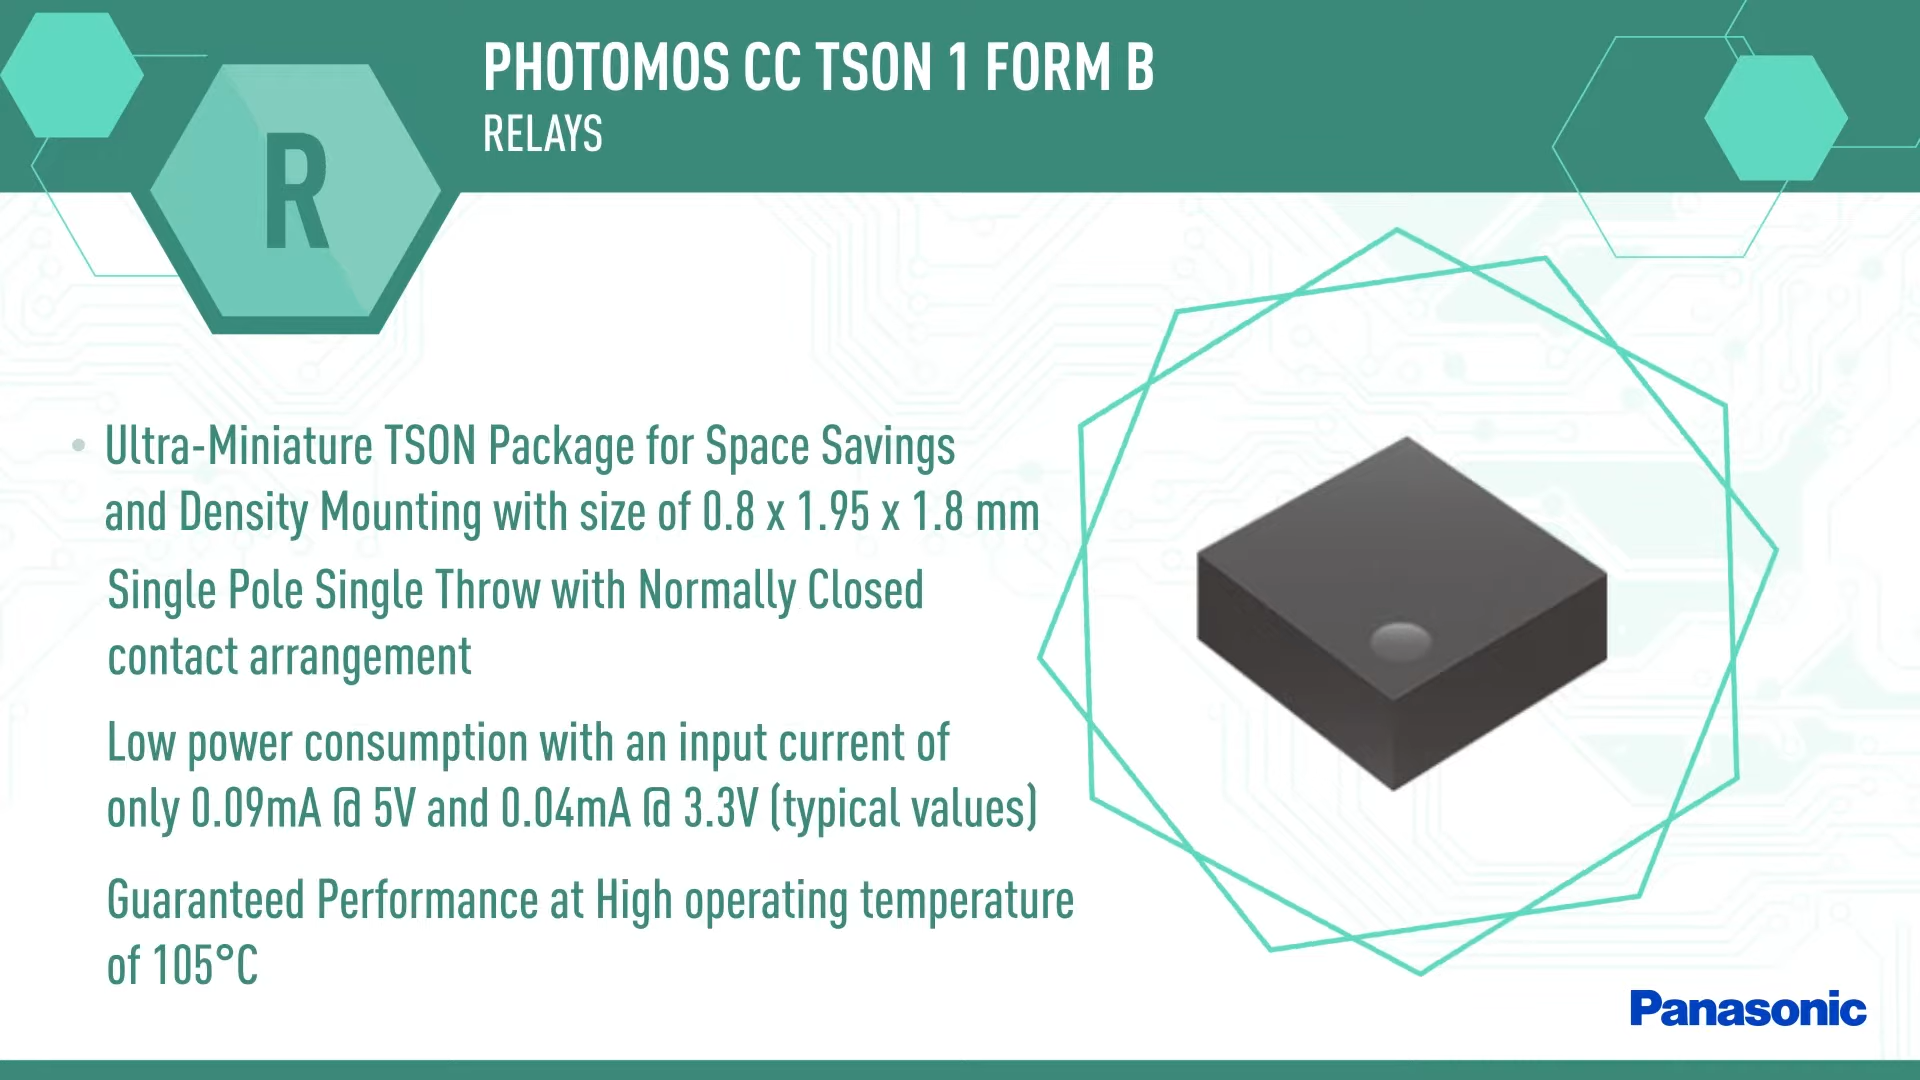 PHOTOMOS CC TSON 1 FORM B
RELAYS
R
• Ultra-Miniature TSON Package for Space Savings
and Density Mounting with size of 0.8 x 1.95 x 1.8 mm
Single Pole Single Throw with Normally Closed
contact arrangement
Low power consumption with an input current of
only 0.09mA @ 5V and 0.04mA @ 3.3V (typical values)
Guaranteed Performance at High operating temperature
of 105°C
Panasonic